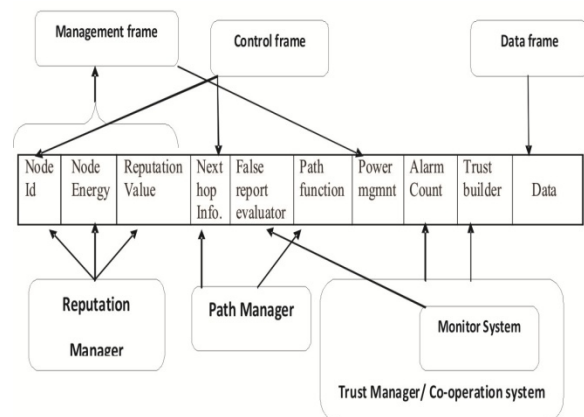 Management frame
Control frame
Data frame
Node
Id
Node
Energy
Reputation
Value
Next
hop
Info.
False
report
evaluator
Path
function
Power
mgmnt
Alarm
Count
Trust
builder
Data
Reputation
Manager
Path Manager
Monitor System
Trust Manager/ Co-operation system